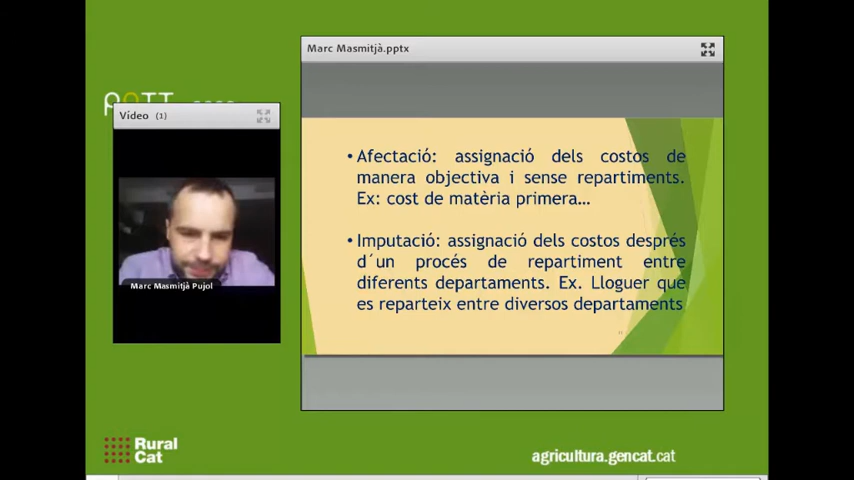 Marc Masmitjà.pptx
Vídeo (1)
Marc Masmitjà Pujol
• Afectació: assignació dels costos de
manera objectiva i sense repartiments.
Ex: cost de matèria primera...
• Imputació: assignació dels costos després
d´un procés de repartiment entre
diferents departaments. Ex. Lloguer que
es reparteix entre diversos departaments
Rural
Cat
agricultura.gencat.cat